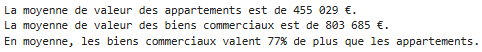 La moyenne de valeur des appartements est de 455 029 €.
La moyenne de valeur des biens commerciaux est de 803 685 €.
En moyenne, les biens commerciaux valent 77% de plus que les appartements.